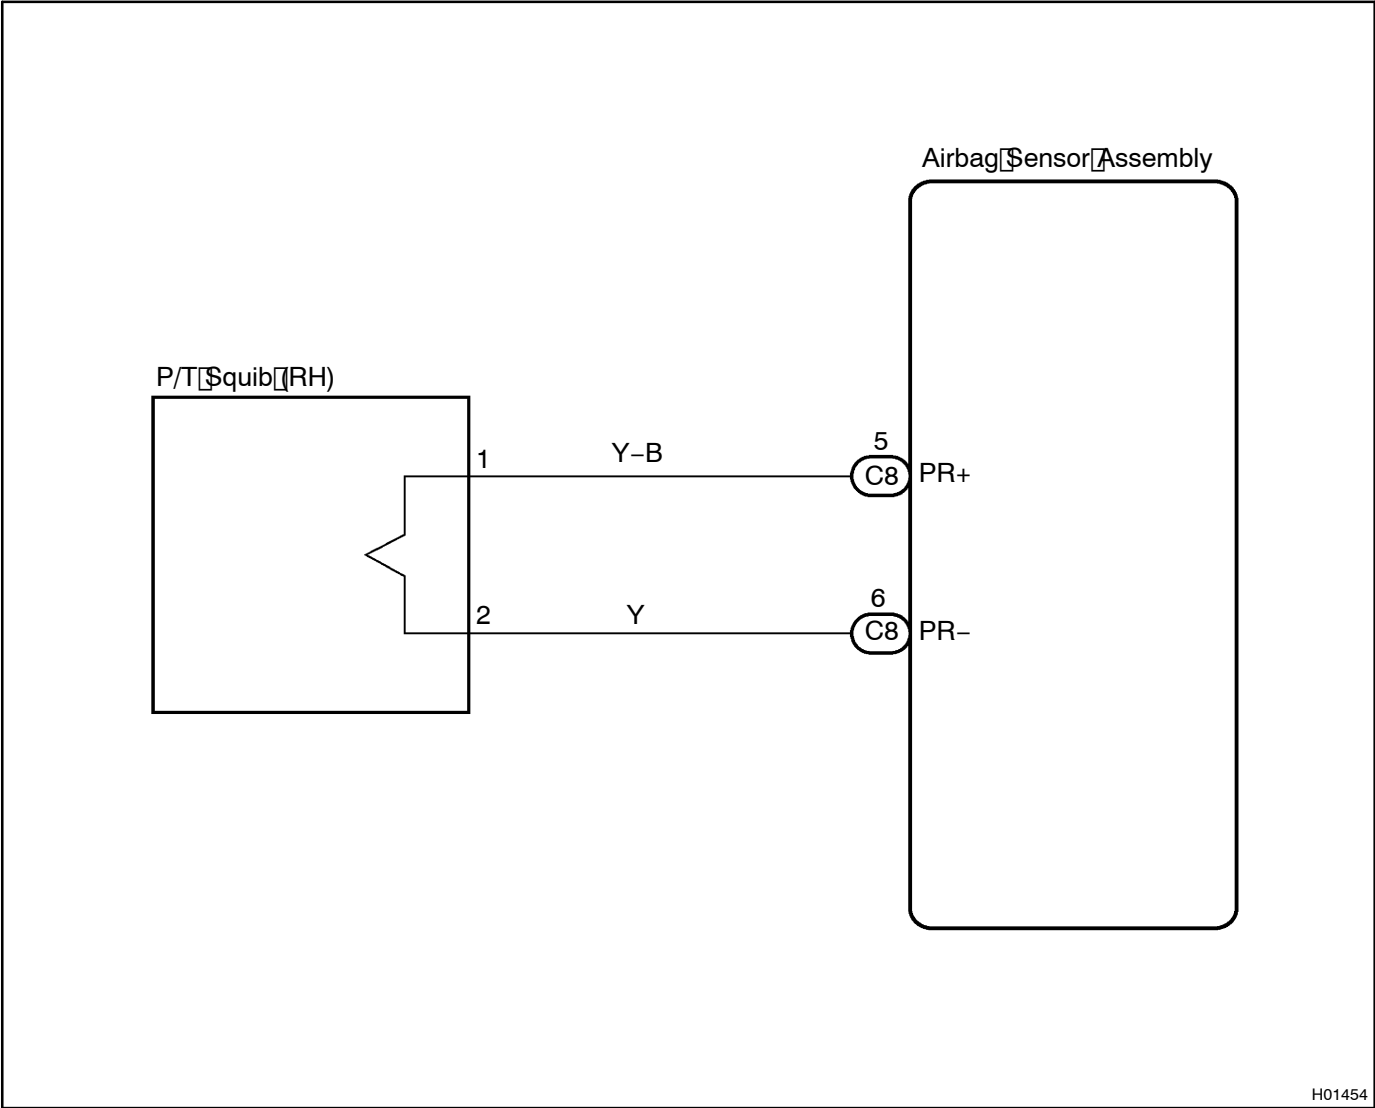 Airbag Sensor Assembly
P/T Squib (RH)
1
Y−B
5
C8
PR+
2
Y
6
C8
PR−
H01454